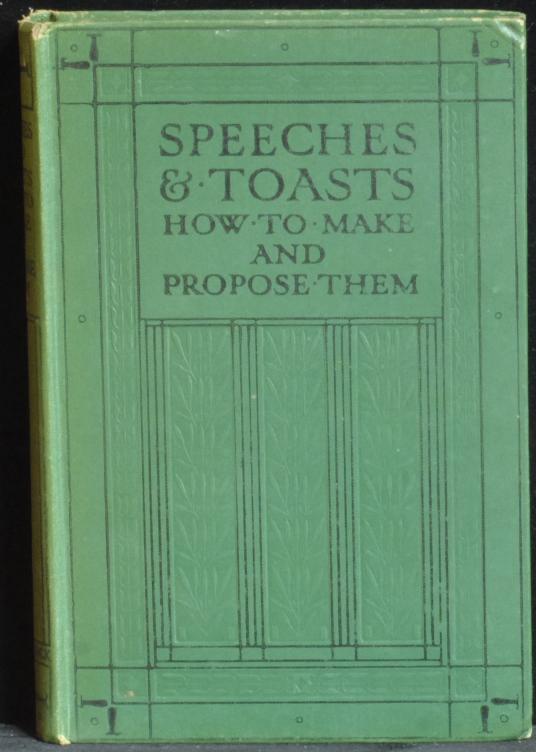 SPEECHES
&·TOASTS
HOW·TO·MAKE
AND
PROPOSE·THEM